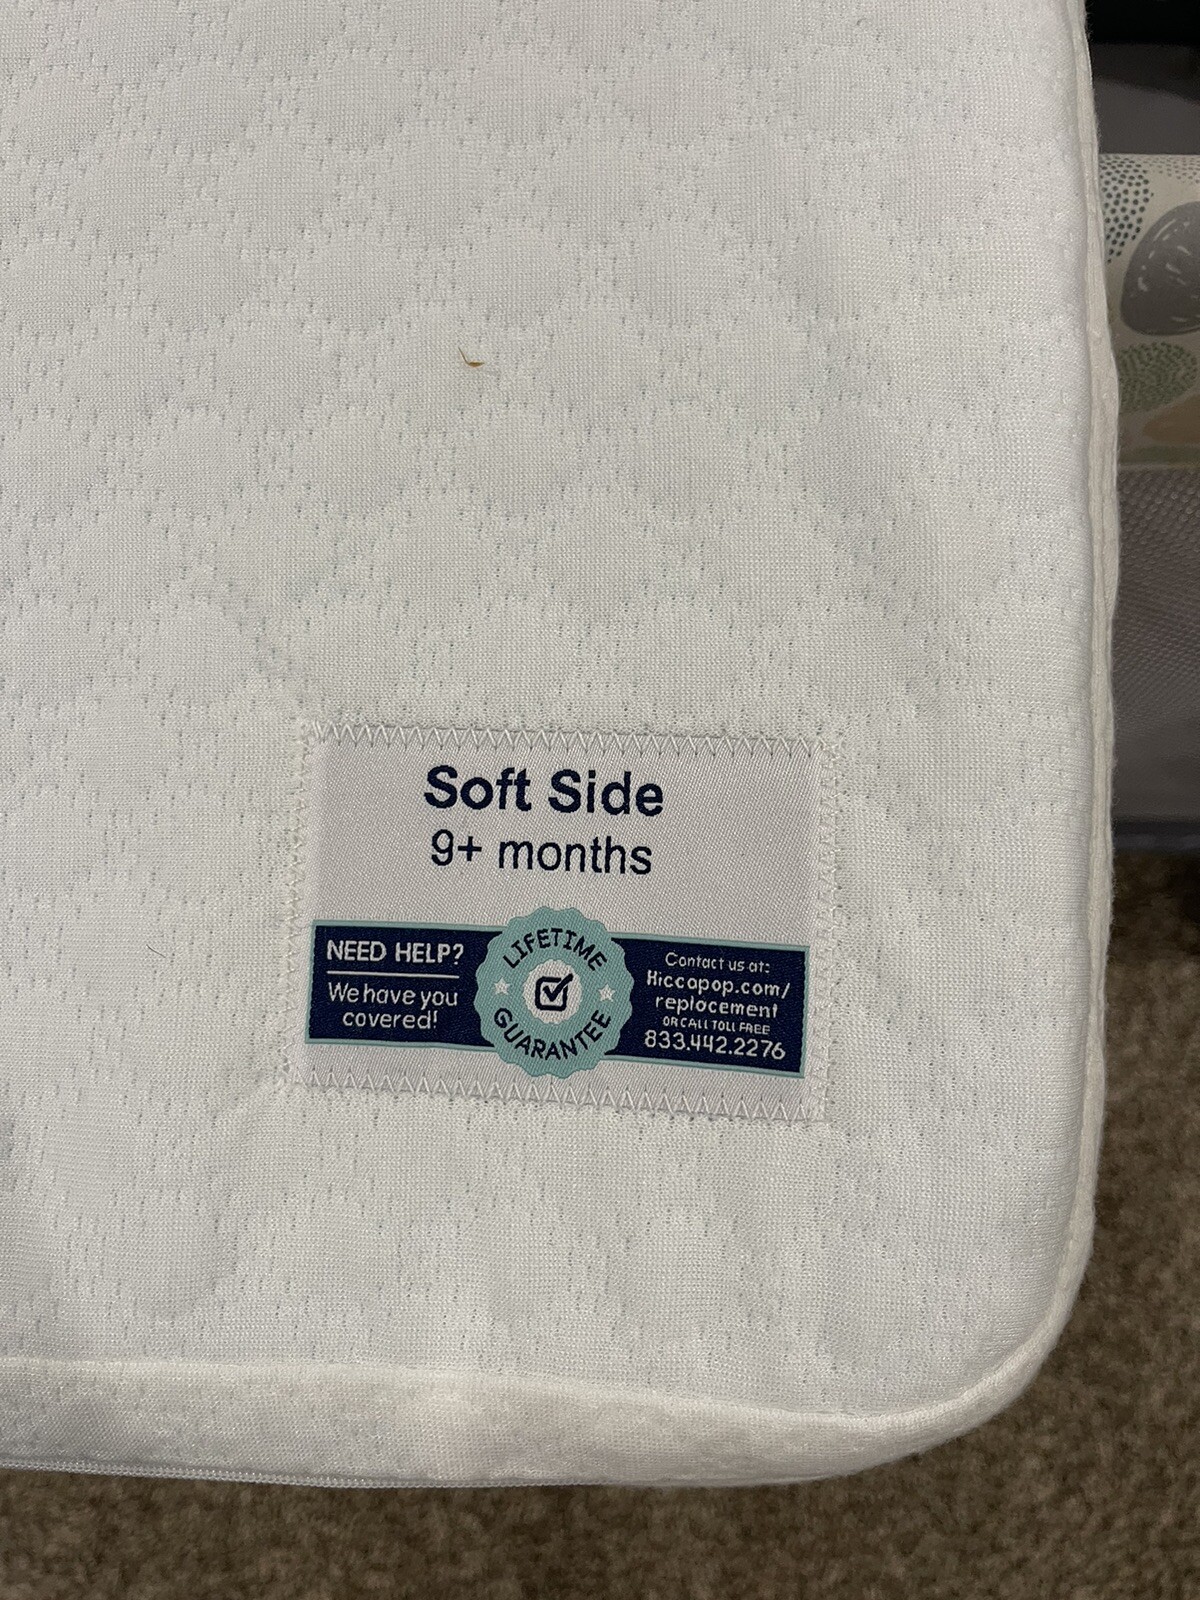 Soft Side
9+ months
NEED HELP?
We have you
covered!
LIFETIME
GUARANTEE
Contact us at:
Hiccapop.com/
replocement
OR CALL TOLL FREE
833.442.2276